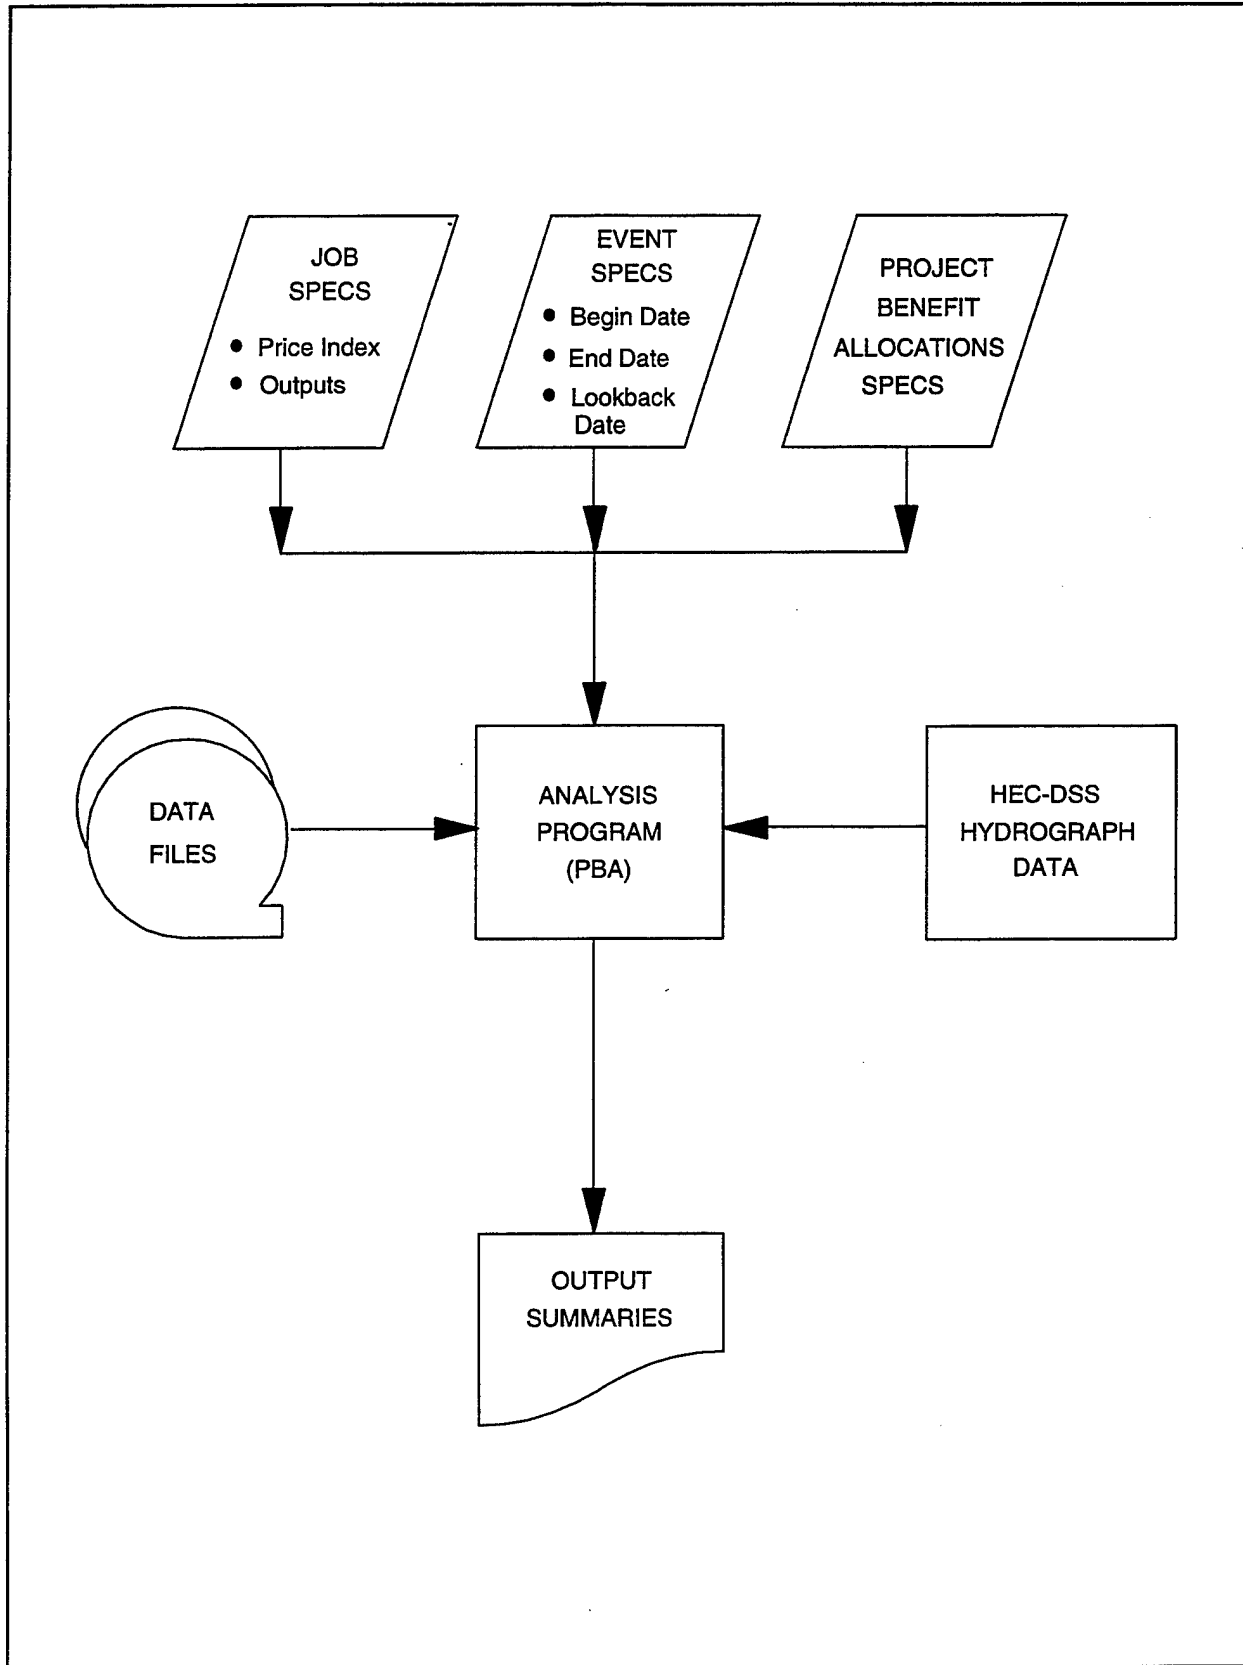 JOB
SPECS
● Price Index
● Outputs
EVENT
SPECS
● Begin Date
● End Date
● Lookback
Date
PROJECT
BENEFIT
ALLOCATIONS
SPECS
DATA
FILES
ANALYSIS
PROGRAM
(PBA)
HEC-DSS
HYDROGRAPH
DATA
OUTPUT
SUMMARIES